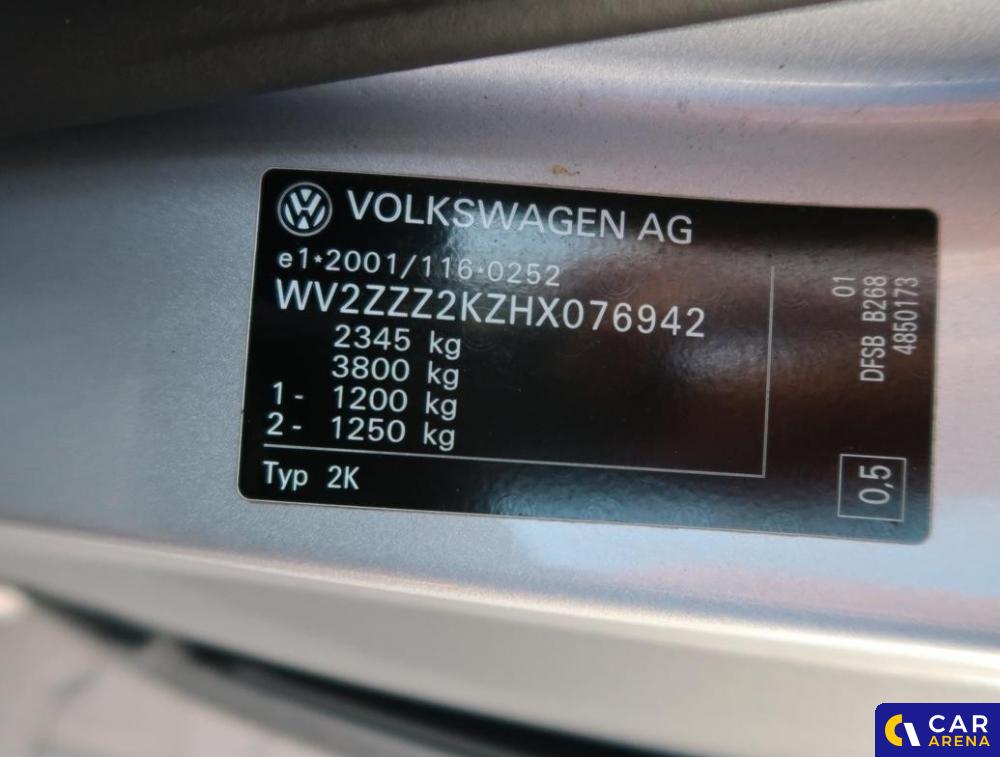 VOLKSWAGEN AG
e1*2001/116*0252
WV2ZZZ2KZHX076942
2345 kg
3800 kg
1- 1200 kg
2- 1250 kg
Typ 2K
01
DFSB B268
4850173
0,5
CAR
ARENA